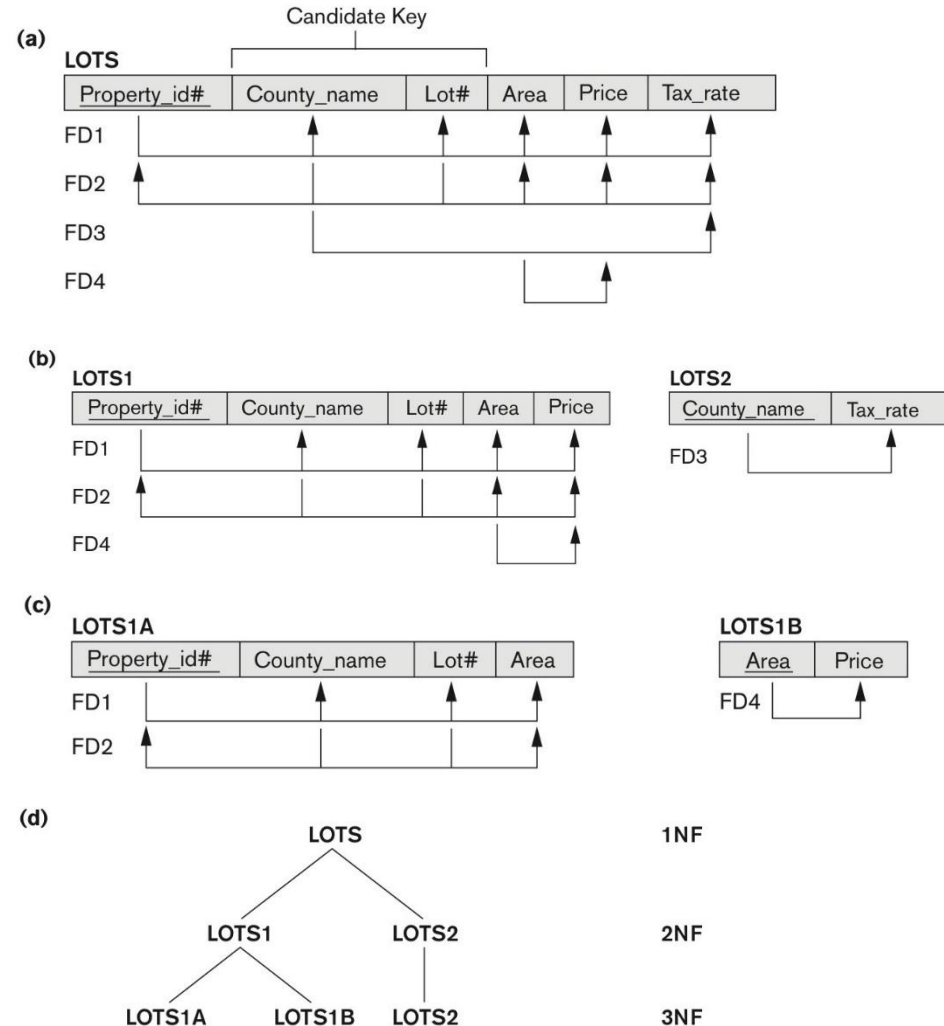 Candidate Key
(a)
LOTS
Property_id# County_name Lot# Area Price Tax_rate
FD1
FD2
FD3
FD4
(b)
LOTS1 LOTS2
Property_id# County_name Lot# Area Price County_name Tax_rate
FD1
FD3
FD2
FD4
(c)
LOTS1A LOTS1B
Property_id# County_name Lot# Area Area Price
FD1 FD4
FD2
(d)
LOTS 1NF
LOTS1 LOTS2 2NF
LOTS1A LOTS1B LOTS2 3NF